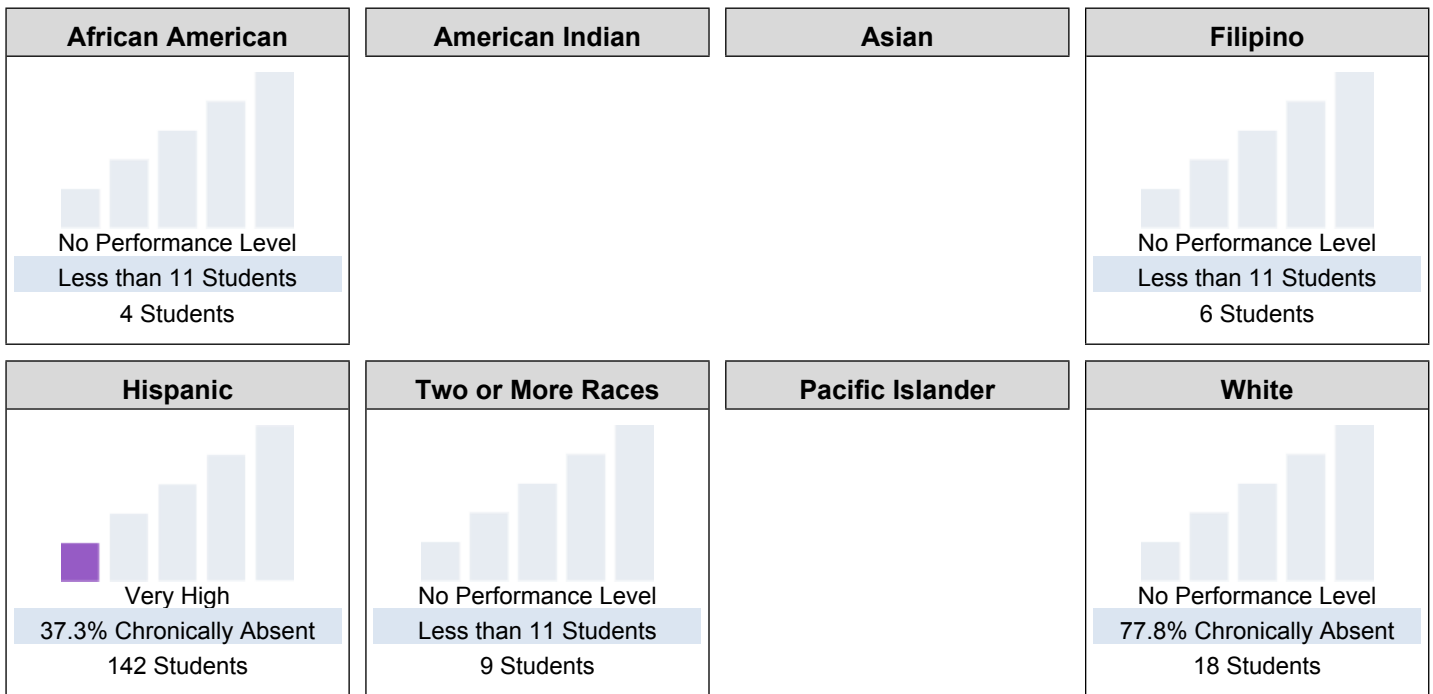 African American
No Performance Level
Less than 11 Students
4 Students
American Indian
Asian
Filipino
No Performance Level
Less than 11 Students
6 Students
Hispanic
Very High
37.3% Chronically Absent
142 Students
Two or More Races
No Performance Level
Less than 11 Students
9 Students
Pacific Islander
White
No Performance Level
77.8% Chronically Absent
18 Students